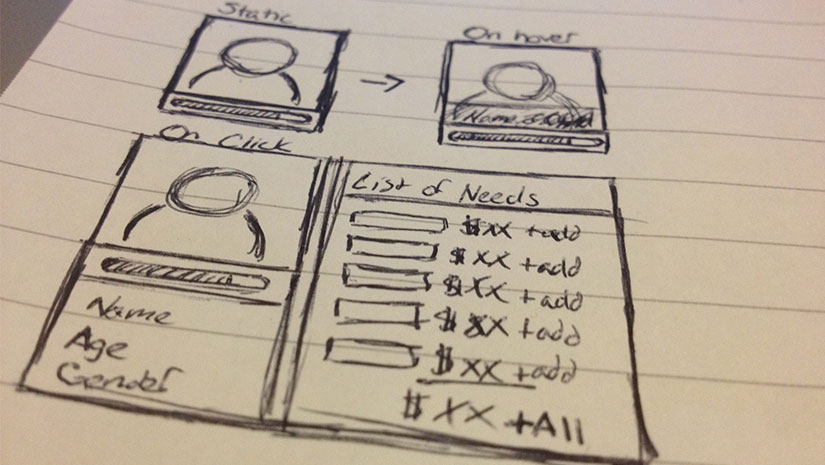 Static
On hover
Name of Child
On Click
Name
Age
Gender
List of Needs
$XX +add
$XX +add
$XX +add
$XX +add
$XX +add
$XX +All